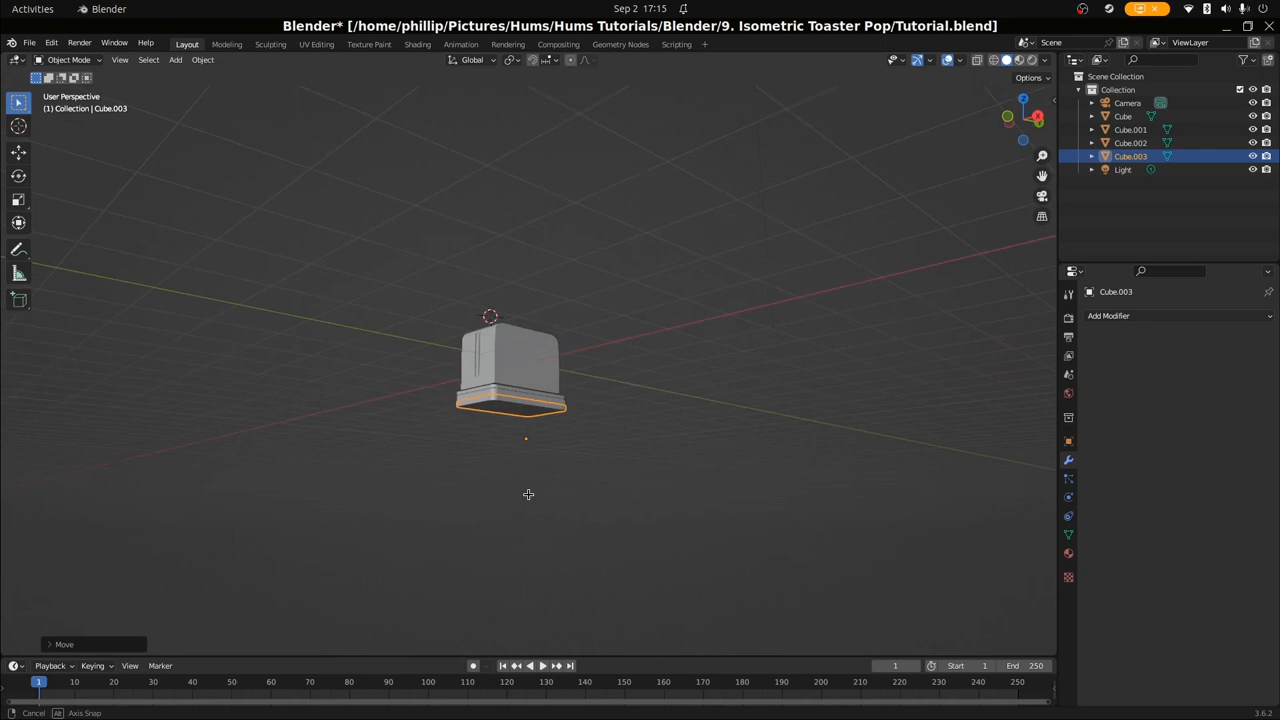 Activities Blender Sep 2 17:15
Blender* [/home/phillip/Pictures/Hums/Hums Tutorials/Blender/9. Isometric Toaster Pop/Tutorial.blend]
File Edit Render Window Help Layout Modeling Sculpting UV Editing Texture Paint Shading Animation Rendering Compositing Geometry Nodes Scripting + Scene ViewLayer
Object Mode View Select Add Object Global
Options
User Perspective
(1) Collection | Cube.003
Scene Collection
Collection
Camera
Cube
Cube.001
Cube.002
Cube.003
Light
Z
X
Y
Cube.003
Add Modifier
Move
Playback Keying View Marker 1 Start 1 End 250
1 10 20 30 40 50 60 70 80 90 100 110 120 130 140 150 160 170 180 190 200 210 220 230 240 250
Cancel Alt Axis Snap 3.6.2